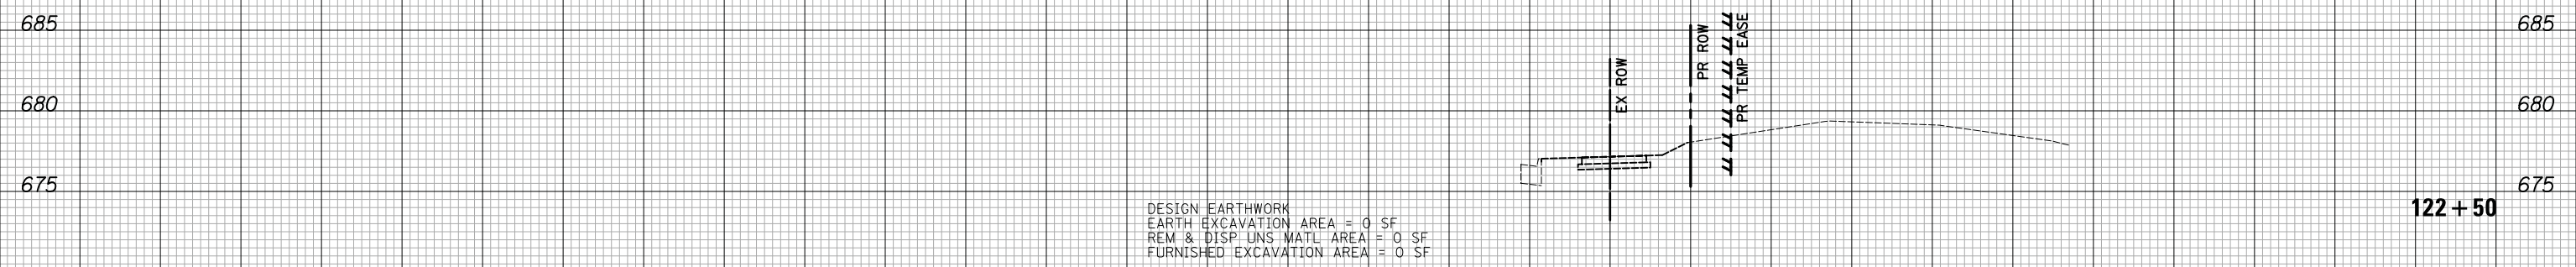 685
685
680
680
675
675
EX ROW
PR ROW
PR TEMP EASE
122+50
DESIGN EARTHWORK
EARTH EXCAVATION AREA = 0 SF
REM & DISP UNS MATL AREA = 0 SF
FURNISHED EXCAVATION AREA = 0 SF